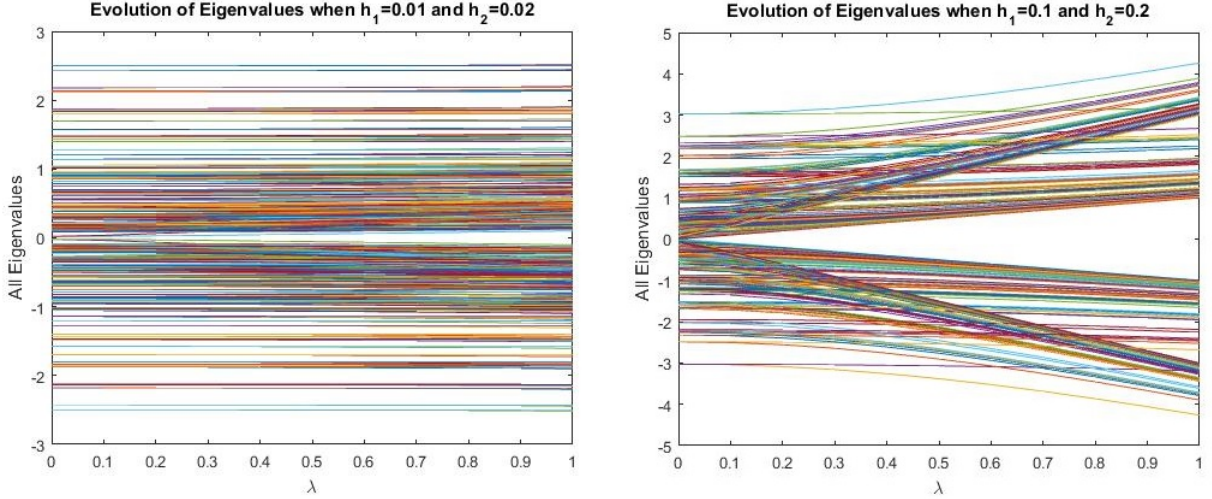 Evolution of Eigenvalues when h₁=0.01 and h₂=0.02
All Eigenvalues
3
2
1
0
-1
-2
-3
0 0.1 0.2 0.3 0.4 0.5 0.6 0.7 0.8 0.9 1
λ
Evolution of Eigenvalues when h₁=0.1 and h₂=0.2
All Eigenvalues
5
4
3
2
1
0
-1
-2
-3
-4
-5
0 0.1 0.2 0.3 0.4 0.5 0.6 0.7 0.8 0.9 1
λ